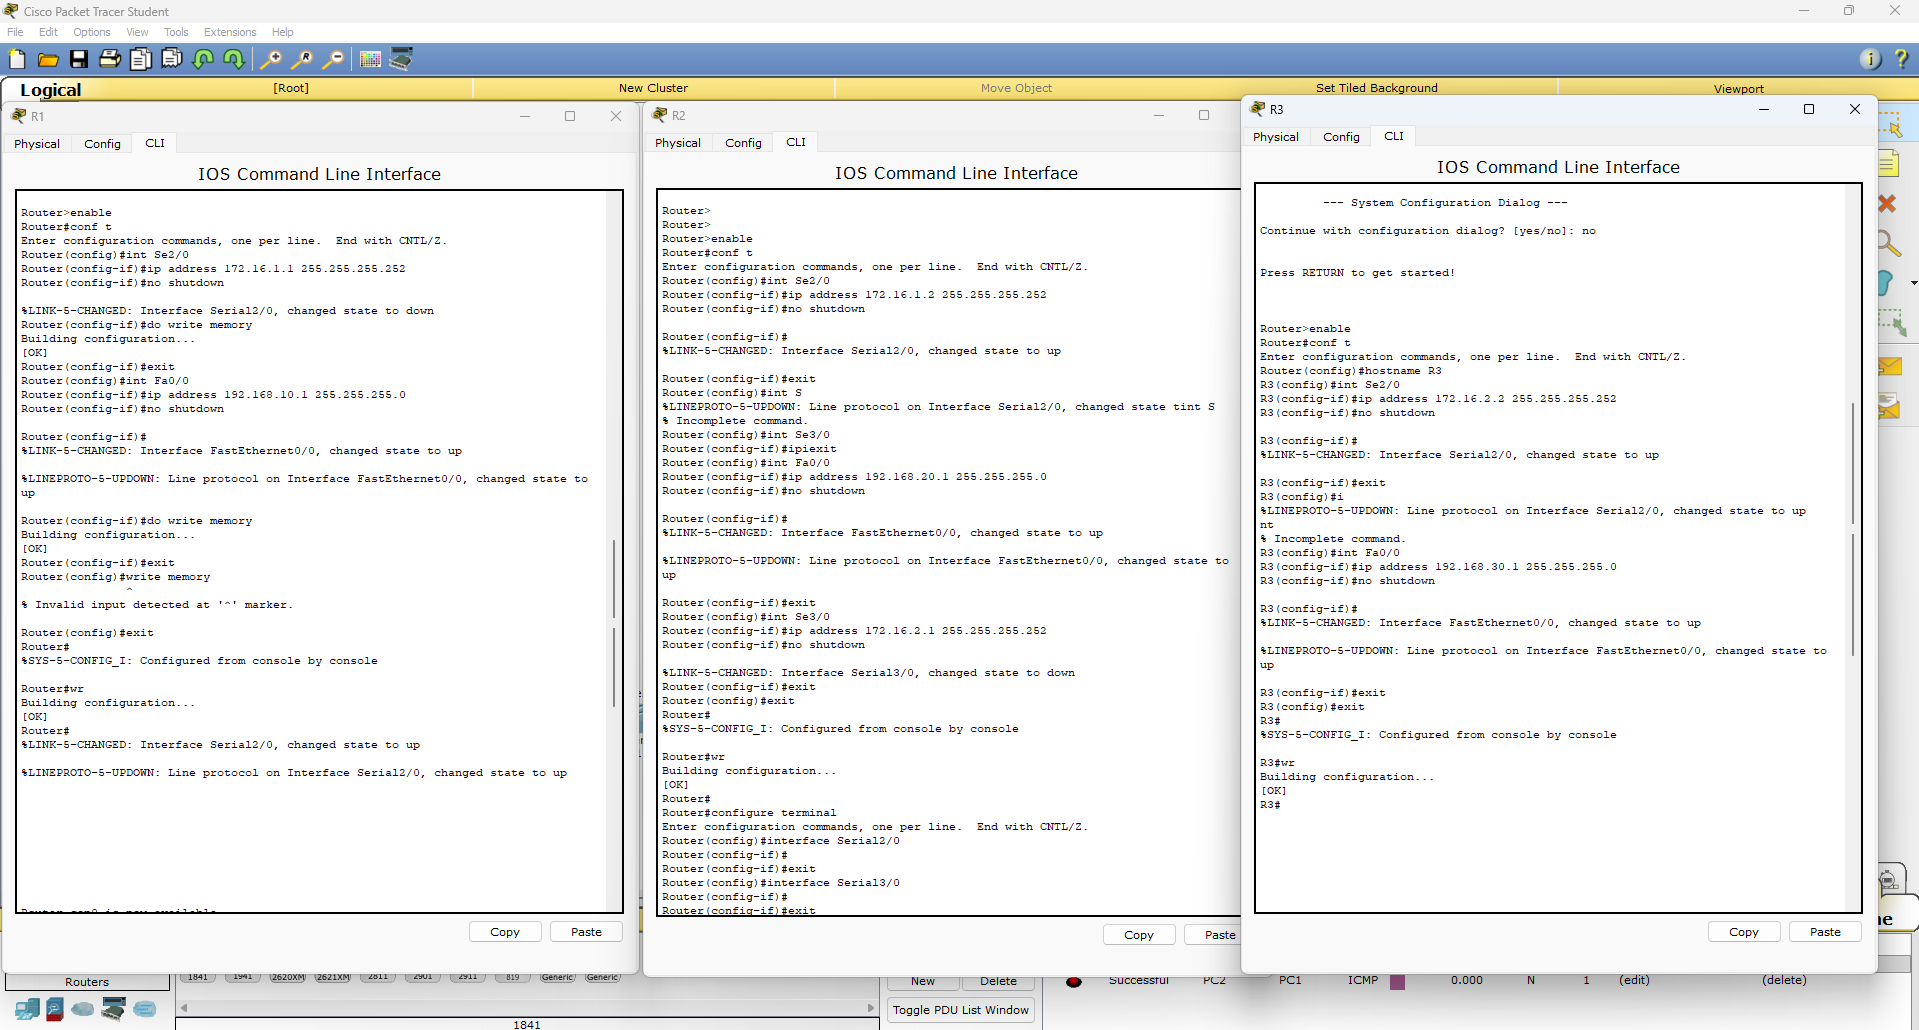 Cisco Packet Tracer Student
File Edit Options View Tools Extensions Help
Logical [Root] New Cluster Move Object Set Tiled Background Viewport
R1
Physical Config CLI
IOS Command Line Interface
Router>enable
Router#conf t
Enter configuration commands, one per line.  End with CNTL/Z.
Router(config)#int Se2/0
Router(config-if)#ip address 172.16.1.1 255.255.255.252
Router(config-if)#no shutdown
%LINK-5-CHANGED: Interface Serial2/0, changed state to down
Router(config-if)#do write memory
Building configuration...
[OK]
Router(config-if)#exit
Router(config)#int Fa0/0
Router(config-if)#ip address 192.168.10.1 255.255.255.0
Router(config-if)#no shutdown
Router(config-if)#
%LINK-5-CHANGED: Interface FastEthernet0/0, changed state to up
%LINEPROTO-5-UPDOWN: Line protocol on Interface FastEthernet0/0, changed state to
up
Router(config-if)#do write memory
Building configuration...
[OK]
Router(config-if)#exit
Router(config)#write memory
^
% Invalid input detected at '^' marker.
Router(config)#exit
Router#
%SYS-5-CONFIG_I: Configured from console by console
Router#wr
Building configuration...
[OK]
Router#
%LINK-5-CHANGED: Interface Serial2/0, changed state to up
%LINEPROTO-5-UPDOWN: Line protocol on Interface Serial2/0, changed state to up
Copy Paste
R2
Physical Config CLI
IOS Command Line Interface
Router>
Router>
Router>enable
Router#conf t
Enter configuration commands, one per line.  End with CNTL/Z.
Router(config)#int Se2/0
Router(config-if)#ip address 172.16.1.2 255.255.255.252
Router(config-if)#no shutdown
Router(config-if)#
%LINK-5-CHANGED: Interface Serial2/0, changed state to up
Router(config-if)#exit
Router(config)#int S
%LINEPROTO-5-UPDOWN: Line protocol on Interface Serial2/0, changed state tint S
% Incomplete command.
Router(config)#int Se3/0
Router(config-if)#ipiexit
Router(config)#int Fa0/0
Router(config-if)#ip address 192.168.20.1 255.255.255.0
Router(config-if)#no shutdown
Router(config-if)#
%LINK-5-CHANGED: Interface FastEthernet0/0, changed state to up
%LINEPROTO-5-UPDOWN: Line protocol on Interface FastEthernet0/0, changed state to
up
Router(config-if)#exit
Router(config)#int Se3/0
Router(config-if)#ip address 172.16.2.1 255.255.255.252
Router(config-if)#no shutdown
%LINK-5-CHANGED: Interface Serial3/0, changed state to down
Router(config-if)#exit
Router(config)#exit
Router#
%SYS-5-CONFIG_I: Configured from console by console
Router#wr
Building configuration...
[OK]
Router#
Router#configure terminal
Enter configuration commands, one per line.  End with CNTL/Z.
Router(config)#interface Serial2/0
Router(config-if)#
Router(config-if)#exit
Router(config)#interface Serial3/0
Router(config-if)#
Router(config-if)#exit
Copy Paste
R3
Physical Config CLI
IOS Command Line Interface
--- System Configuration Dialog ---
Continue with configuration dialog? [yes/no]: no
Press RETURN to get started!
Router>enable
Router#conf t
Enter configuration commands, one per line.  End with CNTL/Z.
Router(config)#hostname R3
R3(config)#int Se2/0
R3(config-if)#ip address 172.16.2.2 255.255.255.252
R3(config-if)#no shutdown
R3(config-if)#
%LINK-5-CHANGED: Interface Serial2/0, changed state to up
R3(config-if)#exit
R3(config)#i
%LINEPROTO-5-UPDOWN: Line protocol on Interface Serial2/0, changed state to up
nt
% Incomplete command.
R3(config)#int Fa0/0
R3(config-if)#ip address 192.168.30.1 255.255.255.0
R3(config-if)#no shutdown
R3(config-if)#
%LINK-5-CHANGED: Interface FastEthernet0/0, changed state to up
%LINEPROTO-5-UPDOWN: Line protocol on Interface FastEthernet0/0, changed state to
up
R3(config-if)#exit
R3(config)#exit
R3#
%SYS-5-CONFIG_I: Configured from console by console
R3#wr
Building configuration...
[OK]
R3#
Copy Paste
Routers
1841 1941 2620XM 2621XM 2811 2901 2911 819 Generic Generic
1841
New Delete
Toggle PDU List Window
Successful PC2 PC1 ICMP 0.000 N 1 (edit) (delete)